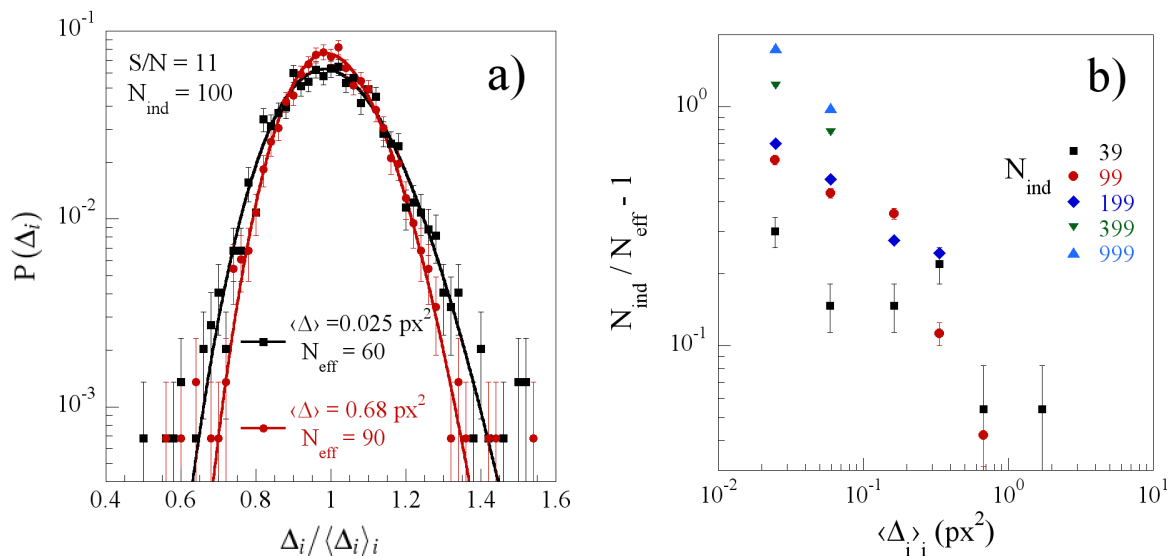 S/N = 11
N_ind = 100
a)
10^-1
10^-2
10^-3
P (Δ_i)
⟨Δ⟩ =0.025 px^2
N_eff = 60
⟨Δ⟩ = 0.68 px^2
N_eff = 90
0.4 0.6 0.8 1 1.2 1.4 1.6
Δ_i/⟨Δ_i⟩_i
b)
10^0
10^-1
N_ind / N_eff - 1
N_ind
39
99
199
399
999
10^-2 10^-1 10^0 10^1
⟨Δ_i⟩_i (px^2)